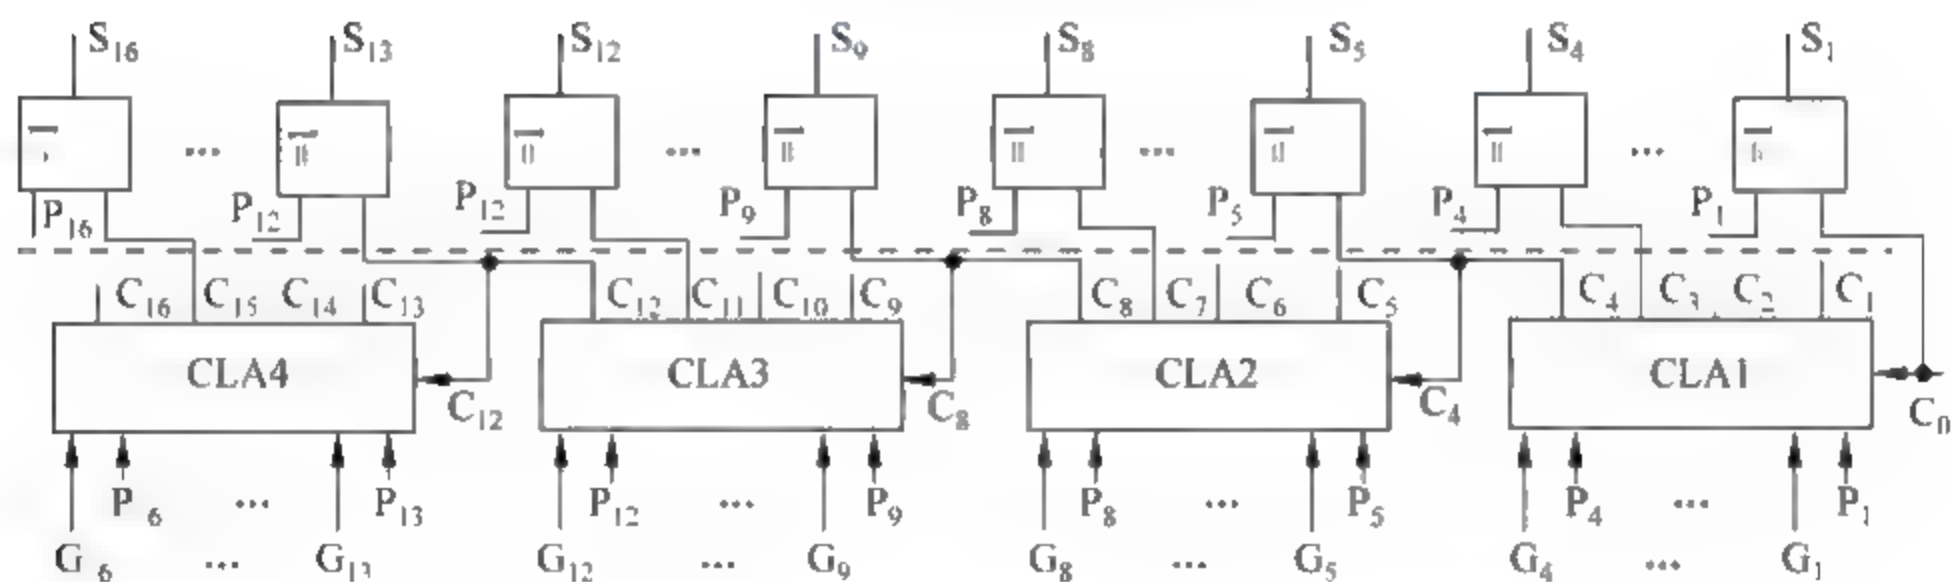 S16 S13 S12 S9 S8 S5 S4 S1
... ... ... ...
P16 P12 P12 P9 P8 P5 P4 P1
C16 C15 C14 C13 C12 C11 C10 C9 C8 C7 C6 C5 C4 C3 C2 C1
CLA4 CLA3 CLA2 CLA1
C12 C8 C4 C0
P6 ... P13 P12 ... P9 P8 ... P5 P4 ... P1
G6 ... G13 G12 ... G9 G8 ... G5 G4 ... G1